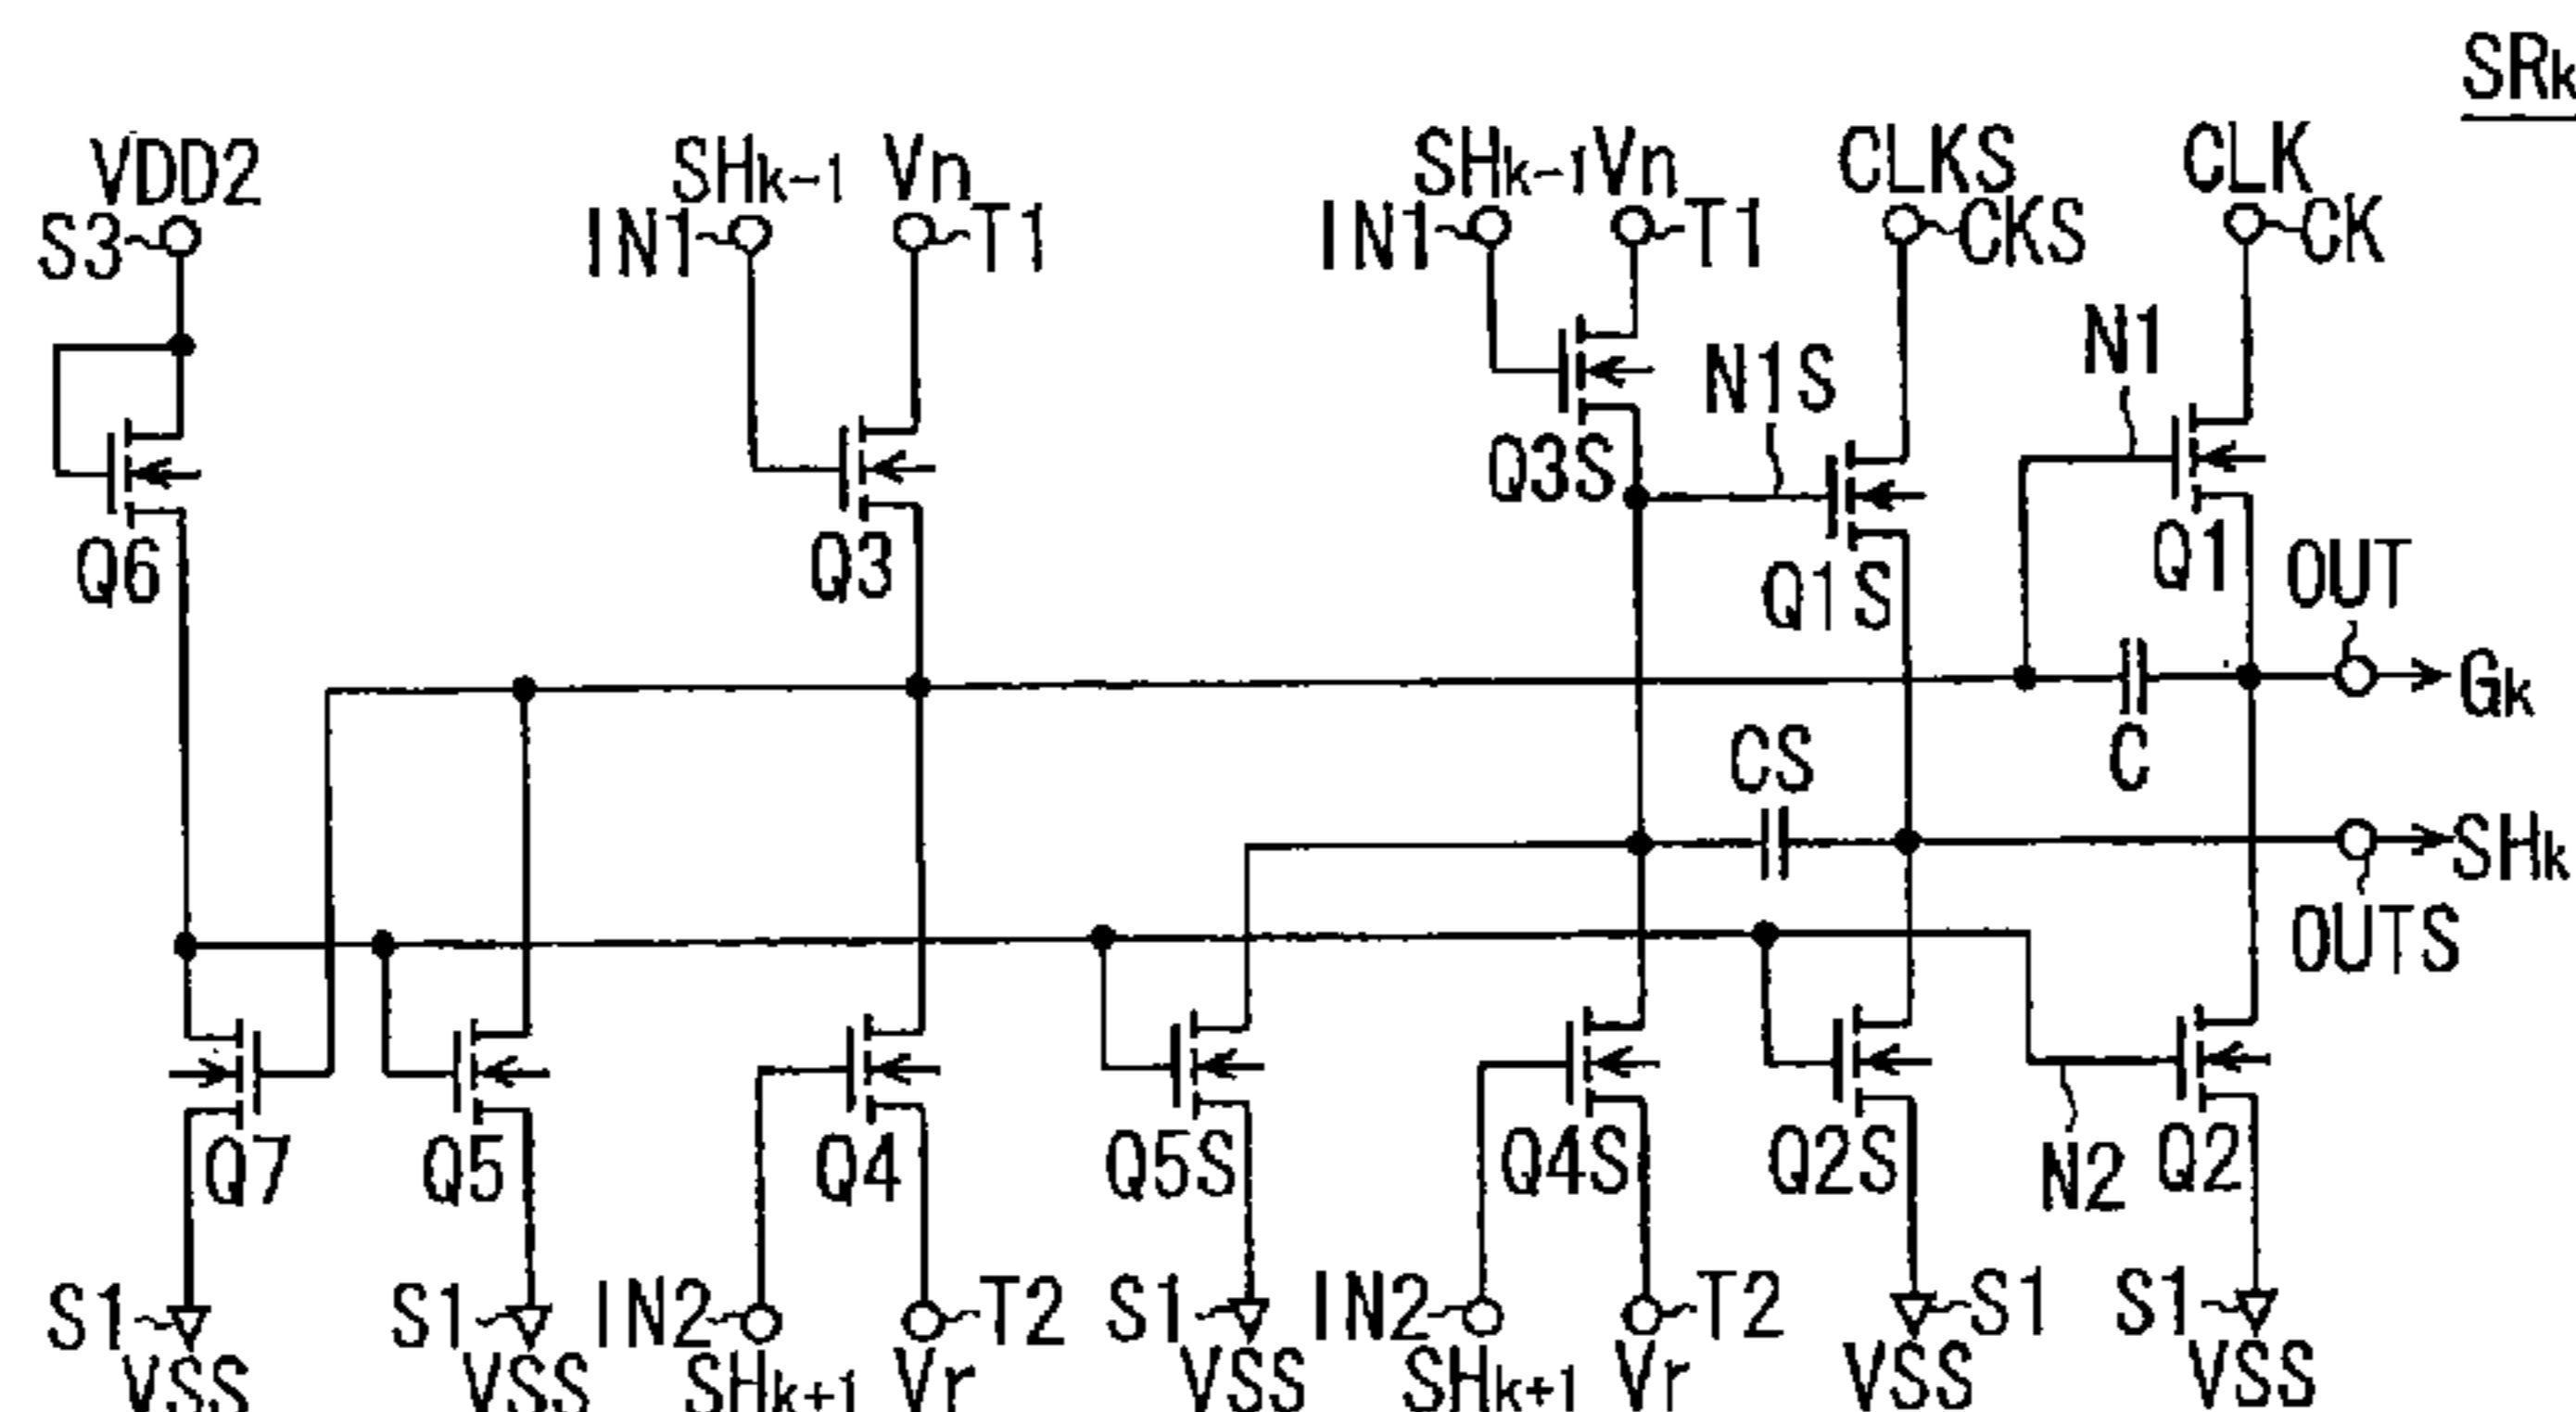 SRk
VDD2 SHk-1 Vn SHk-1 Vn CLKS CLK
S3 IN1 T1 IN1 T1 CKS CK
N1S N1
Q6 Q3 Q3S Q1S Q1 OUT
Gk
CS C
SHk
OUTS
Q7 Q5 Q4 Q5S Q4S Q2S N2 Q2
S1 S1 IN2 T2 S1 IN2 T2 S1 S1
VSS VSS SHk+1 Vr VSS SHk+1 Vr VSS VSS